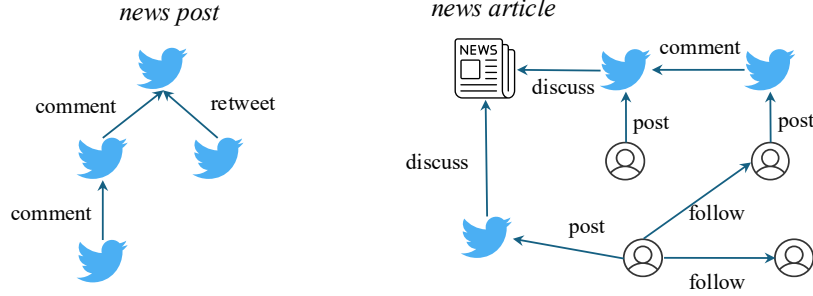 news post
comment
retweet
comment
news article
NEWS
comment
discuss
post
post
discuss
follow
post
follow